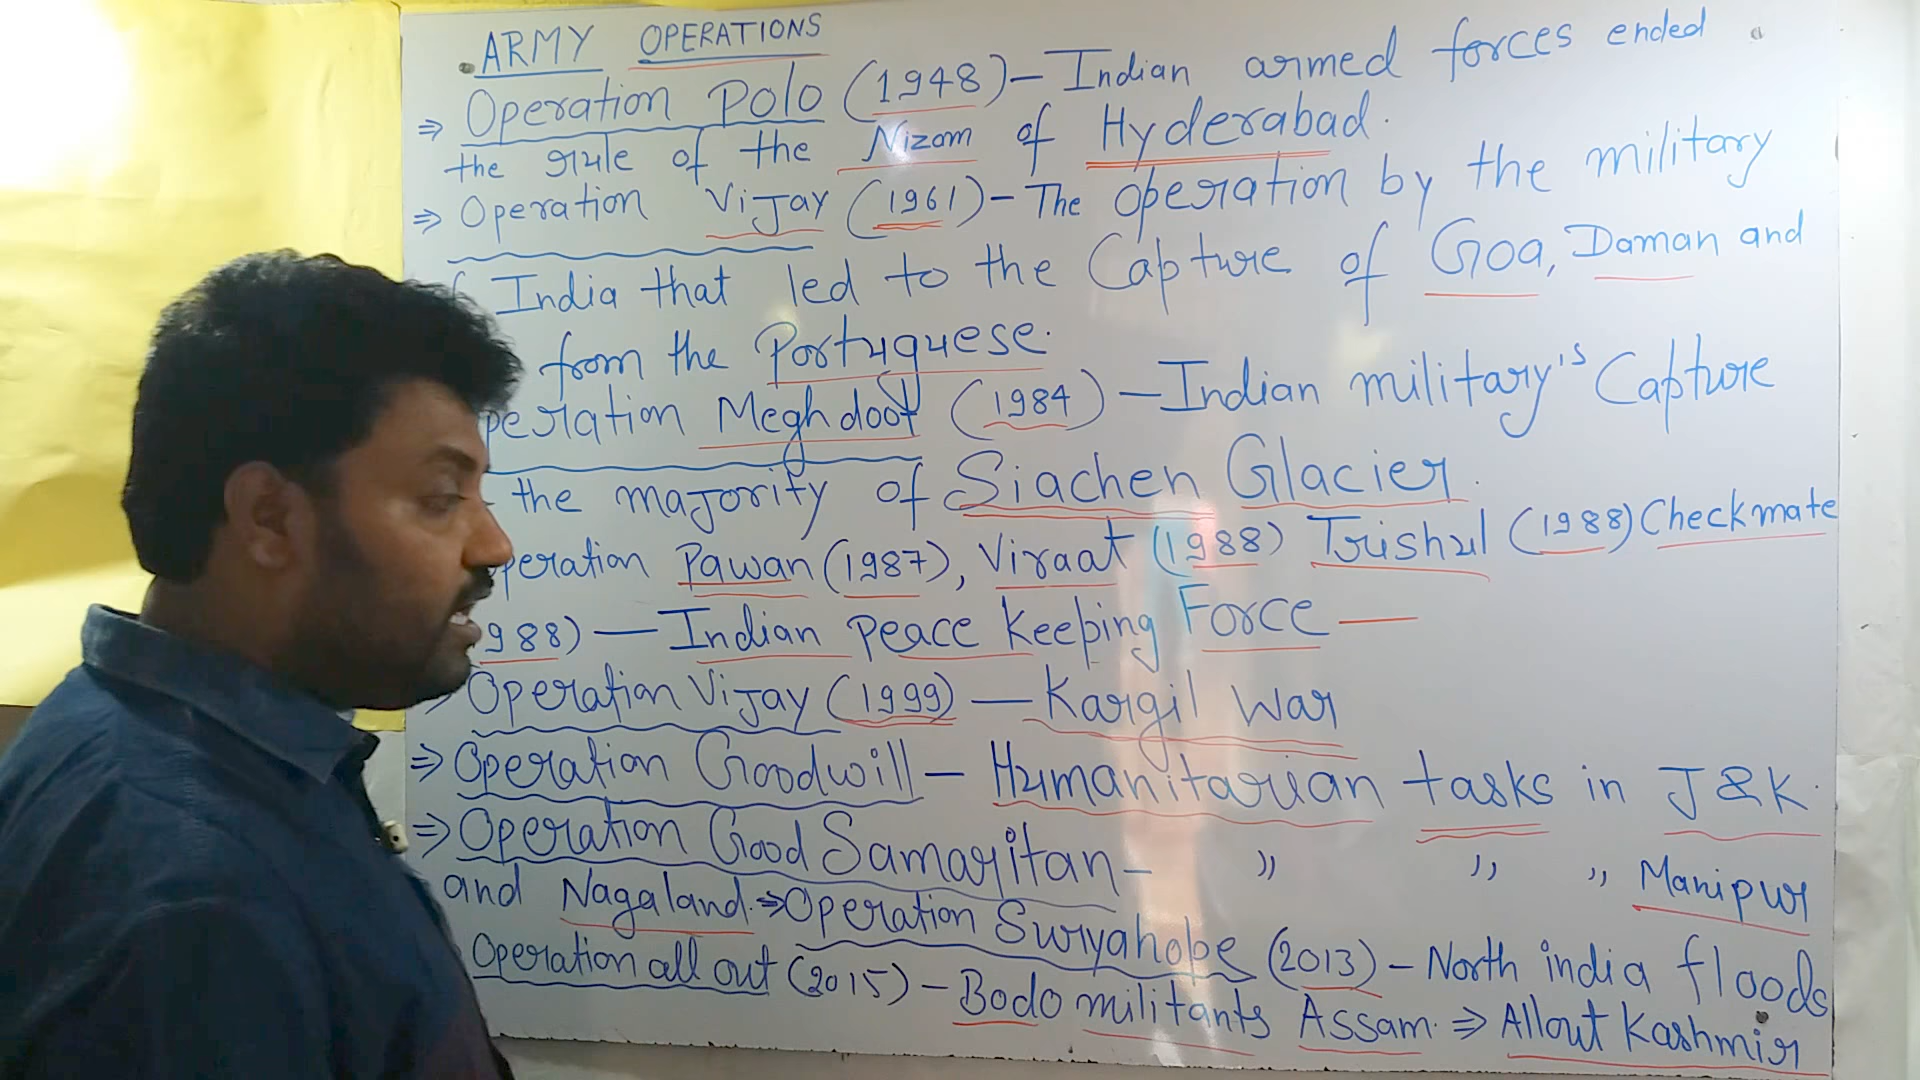 ARMY OPERATIONS
⇒ Operation Polo (1948) – Indian armed forces ended
the rule of the Nizam of Hyderabad.
⇒ Operation Vijay (1961) – The operation by the military
India that led to the Capture of Goa, Daman and
from the Portuguese.
peration Meghdoot (1984) – Indian military's Capture
the majority of Siachen Glacier.
peration Pawan (1987), Viraat (1988) Trishul (1988) Checkmate
988) – Indian peace Keeping Force –
Operation Vijay (1999) – Kargil War
⇒ Operation Goodwill – Humanitarian tasks in J&K.
⇒ Operation Good Samaritan – " " " Manipur
and Nagaland. ⇒ Operation Suryahope (2013) – North india floods
Operation all out (2015) – Bodo militants Assam. ⇒ Allout Kashmir